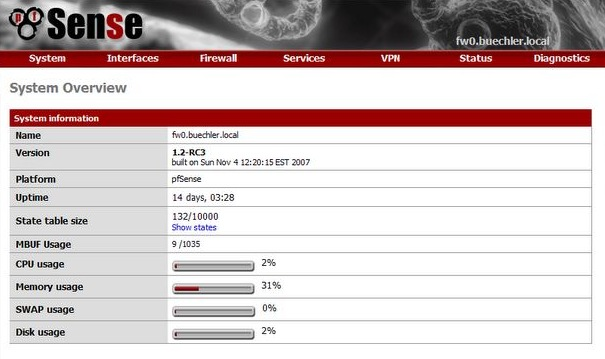 pf Sense
fw0.buechler.local
System Interfaces Firewall Services VPN Status Diagnostics
System Overview
System information
Name fw0.buechler.local
Version 1.2-RC3
built on Sun Nov 4 12:20:15 EST 2007
Platform pfSense
Uptime 14 days, 03:28
State table size 132/10000
Show states
MBUF Usage 9 /1035
CPU usage 2%
Memory usage 31%
SWAP usage 0%
Disk usage 2%